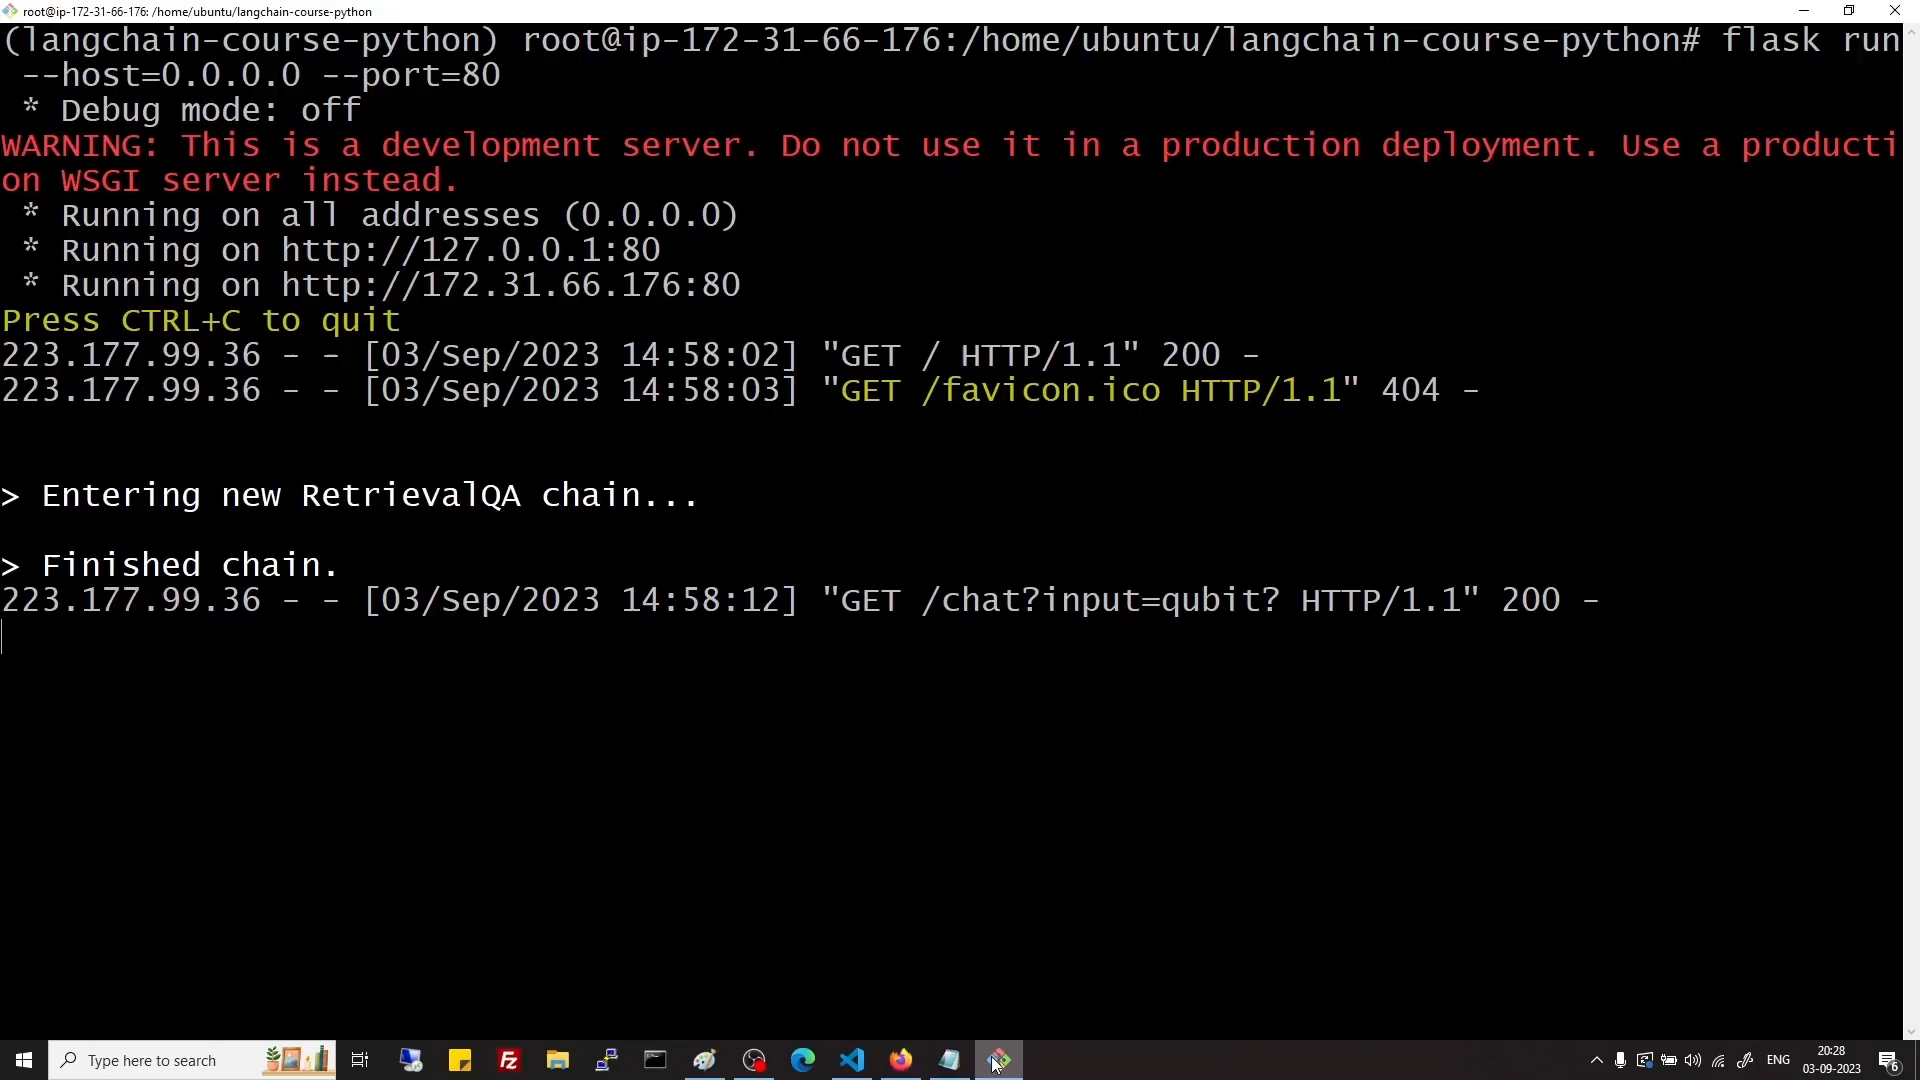 root@ip-172-31-66-176: /home/ubuntu/langchain-course-python
(langchain-course-python) root@ip-172-31-66-176:/home/ubuntu/langchain-course-python# flask run
--host=0.0.0.0 --port=80
* Debug mode: off
WARNING: This is a development server. Do not use it in a production deployment. Use a producti
on WSGI server instead.
* Running on all addresses (0.0.0.0)
* Running on http://127.0.0.1:80
* Running on http://172.31.66.176:80
Press CTRL+C to quit
223.177.99.36 - - [03/Sep/2023 14:58:02] "GET / HTTP/1.1" 200 -
223.177.99.36 - - [03/Sep/2023 14:58:03] "GET /favicon.ico HTTP/1.1" 404 -
> Entering new RetrievalQA chain...
> Finished chain.
223.177.99.36 - - [03/Sep/2023 14:58:12] "GET /chat?input=qubit? HTTP/1.1" 200 -
Type here to search
FZ
ENG
20:28
03-09-2023
6